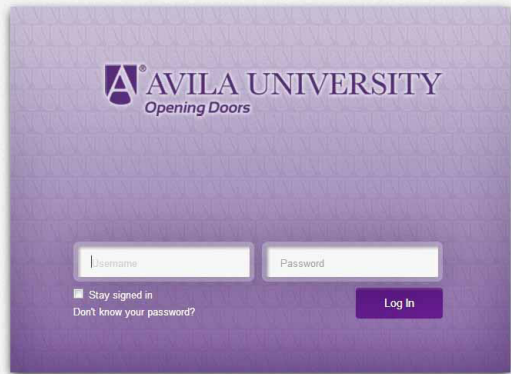 ® AVILA UNIVERSITY
Opening Doors
Username
Password
Stay signed in
Log In
Don't know your password?